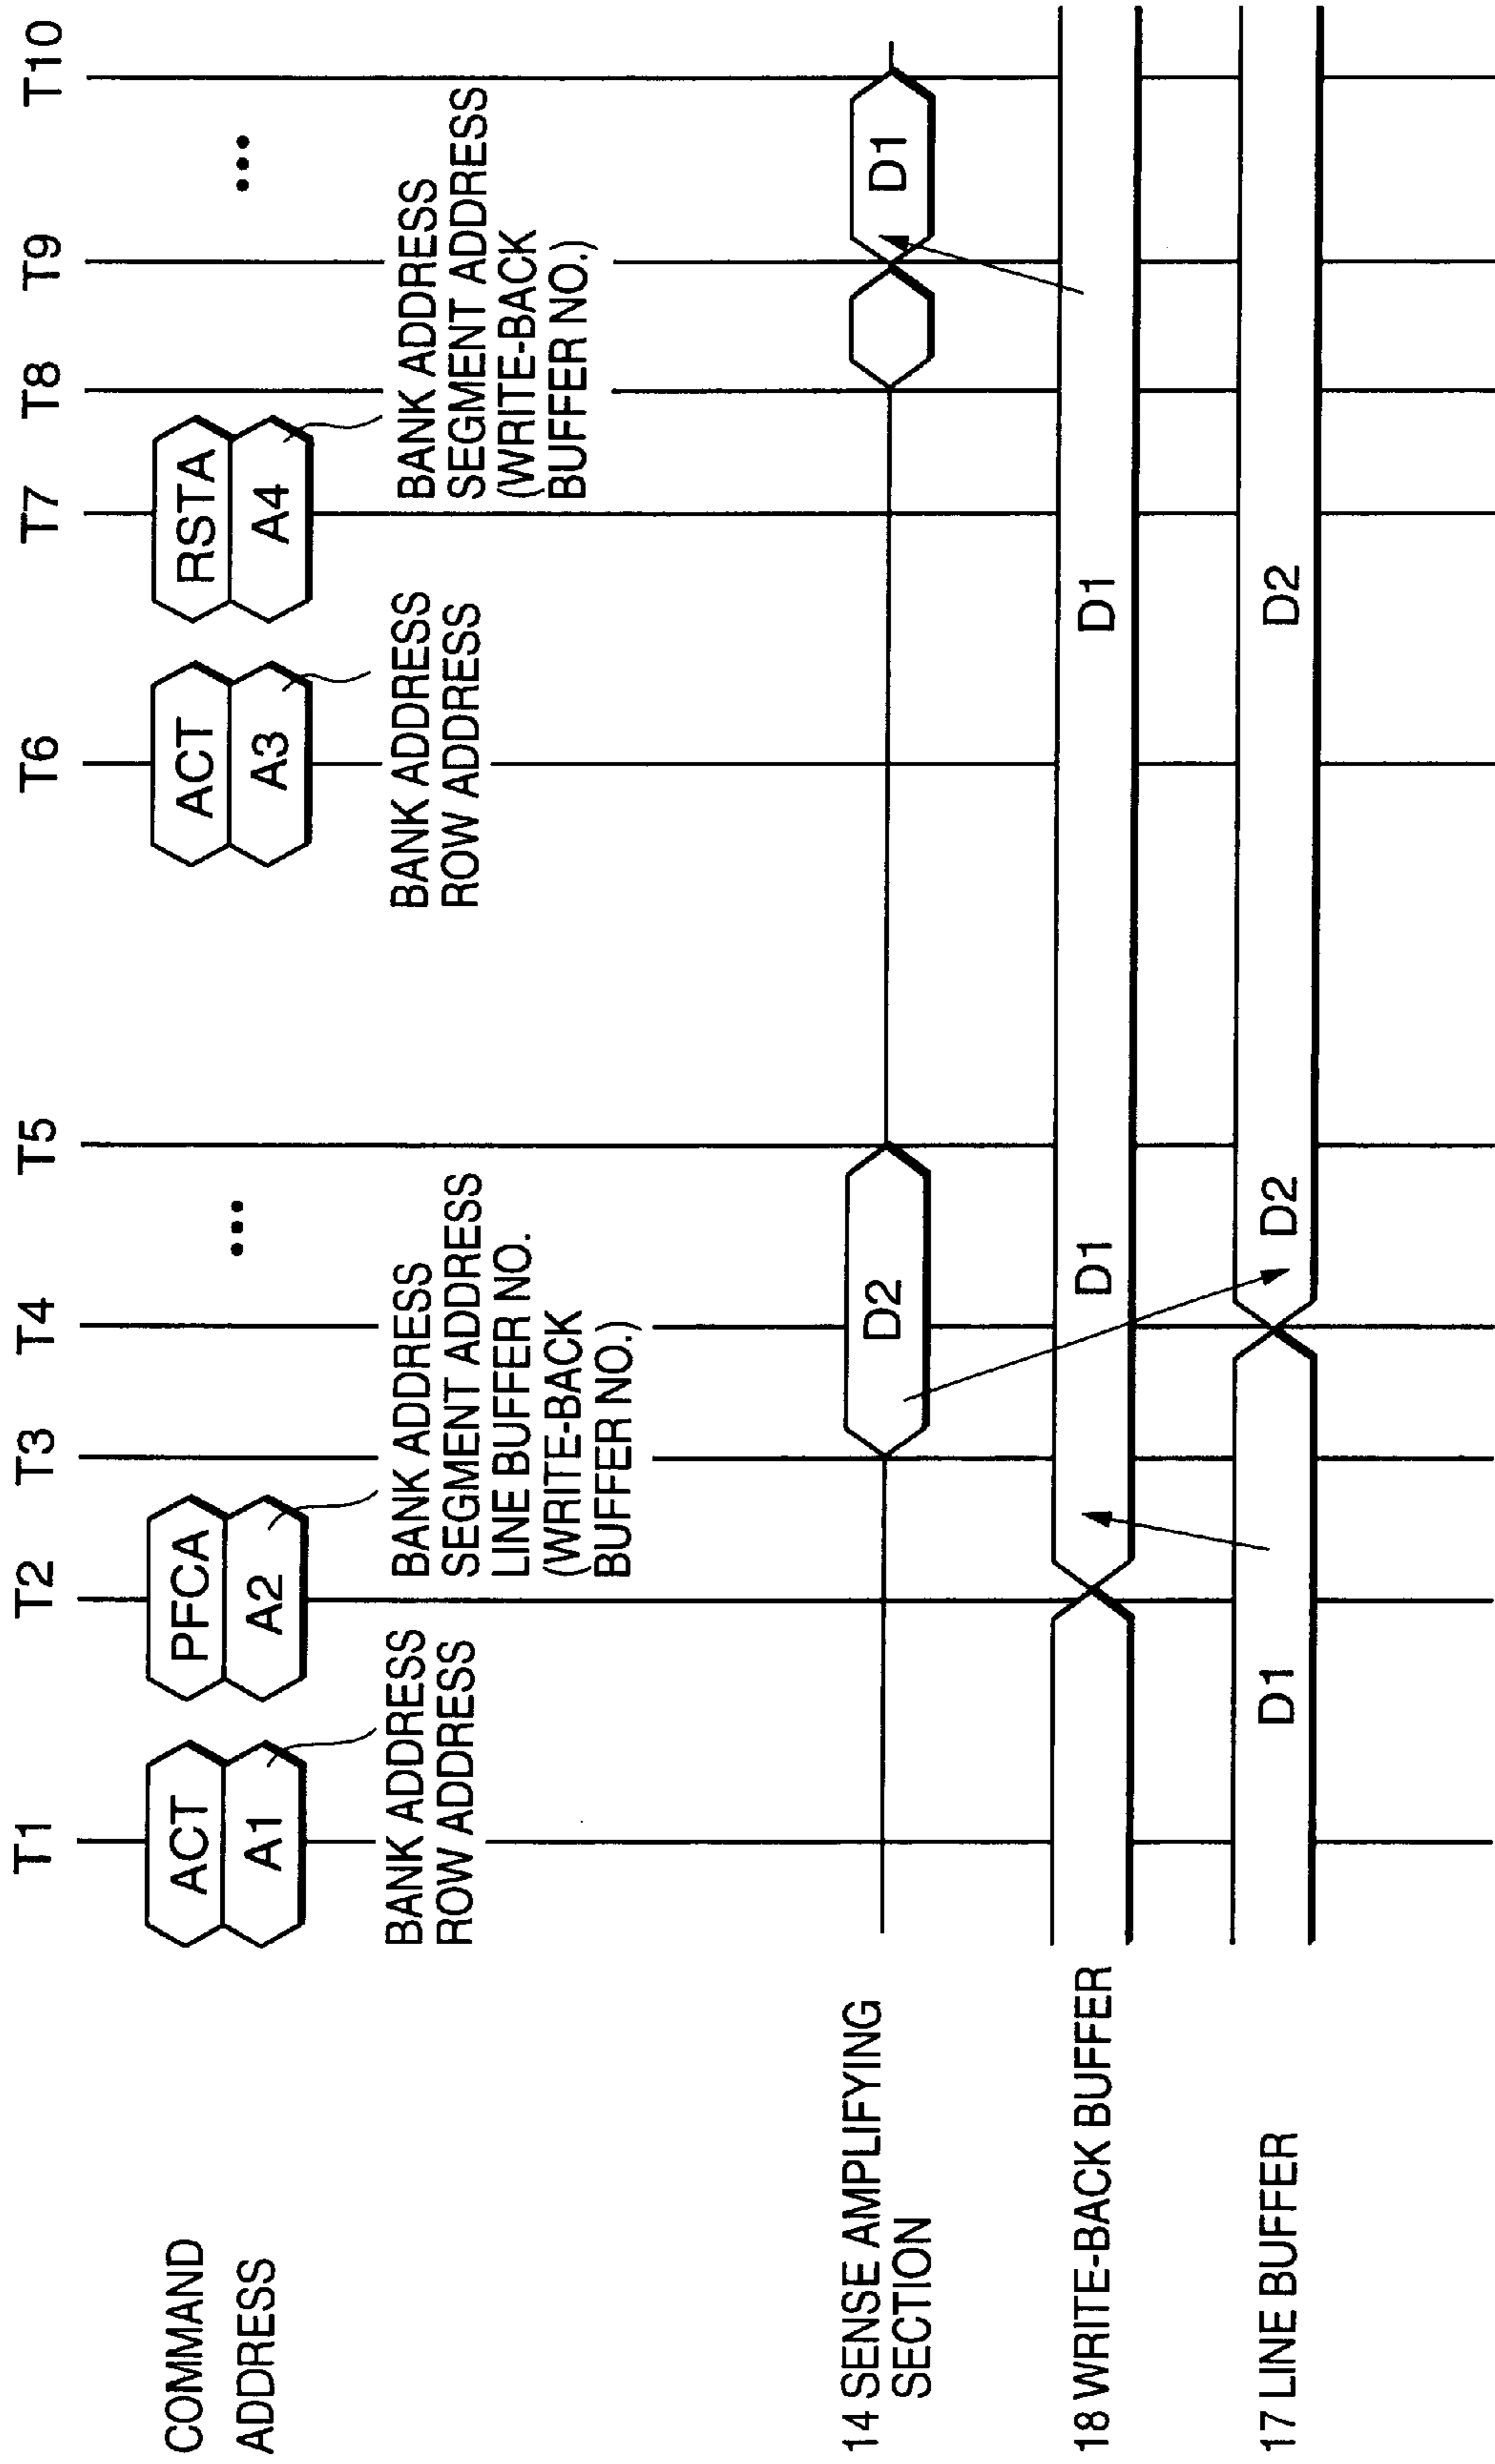 T1 T2 T3 T4 T5 T6 T7 T8 T9 T10
COMMAND ACT PFCA ... ACT RSTA ...
ADDRESS A1 A2 A3 A4
BANK ADDRESS
ROW ADDRESS
BANK ADDRESS
SEGMENT ADDRESS
LINE BUFFER NO.
(WRITE-BACK
BUFFER NO.)
BANK ADDRESS
ROW ADDRESS
BANK ADDRESS
SEGMENT ADDRESS
(WRITE-BACK
BUFFER NO.)
14 SENSE AMPLIFYING
SECTION
D2 D1
18 WRITE-BACK BUFFER D1 D1
17 LINE BUFFER D1 D2 D2